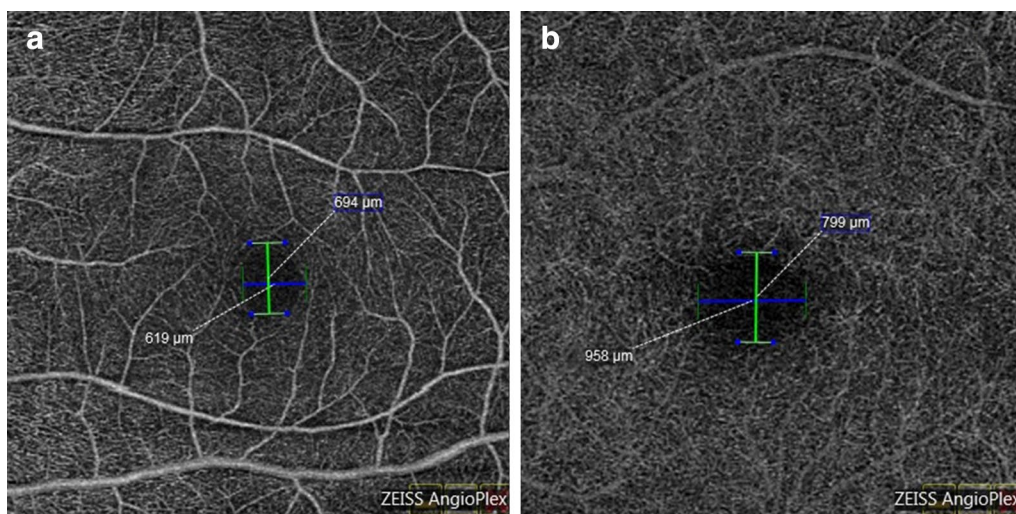 a
694 µm
619 µm
ZEISS AngioPlex
b
799 µm
958 µm
ZEISS AngioPlex